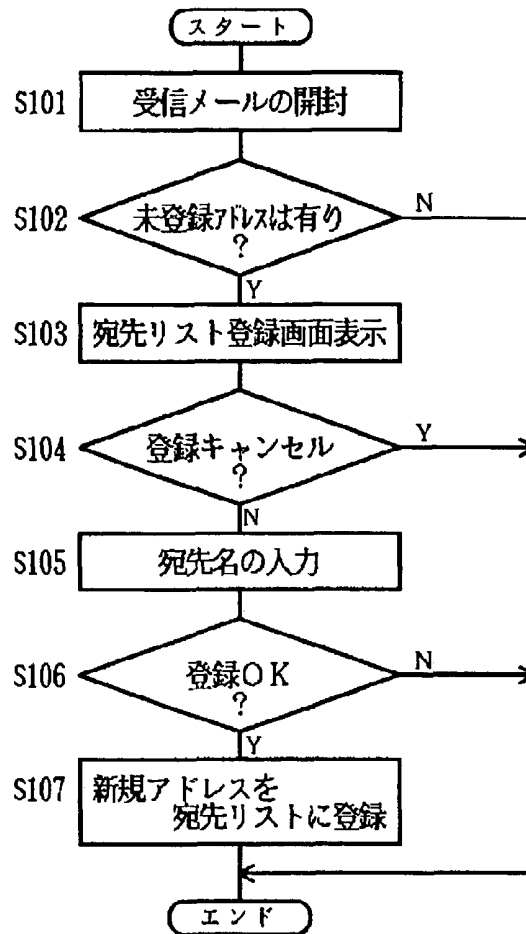 スタート
S101 受信メールの開封
S102 未登録アドレスは有り
?
N
Y
S103 宛先リスト登録画面表示
S104 登録キャンセル
?
Y
N
S105 宛先名の入力
S106 登録OK
?
N
Y
S107 新規アドレスを
宛先リストに登録
エンド